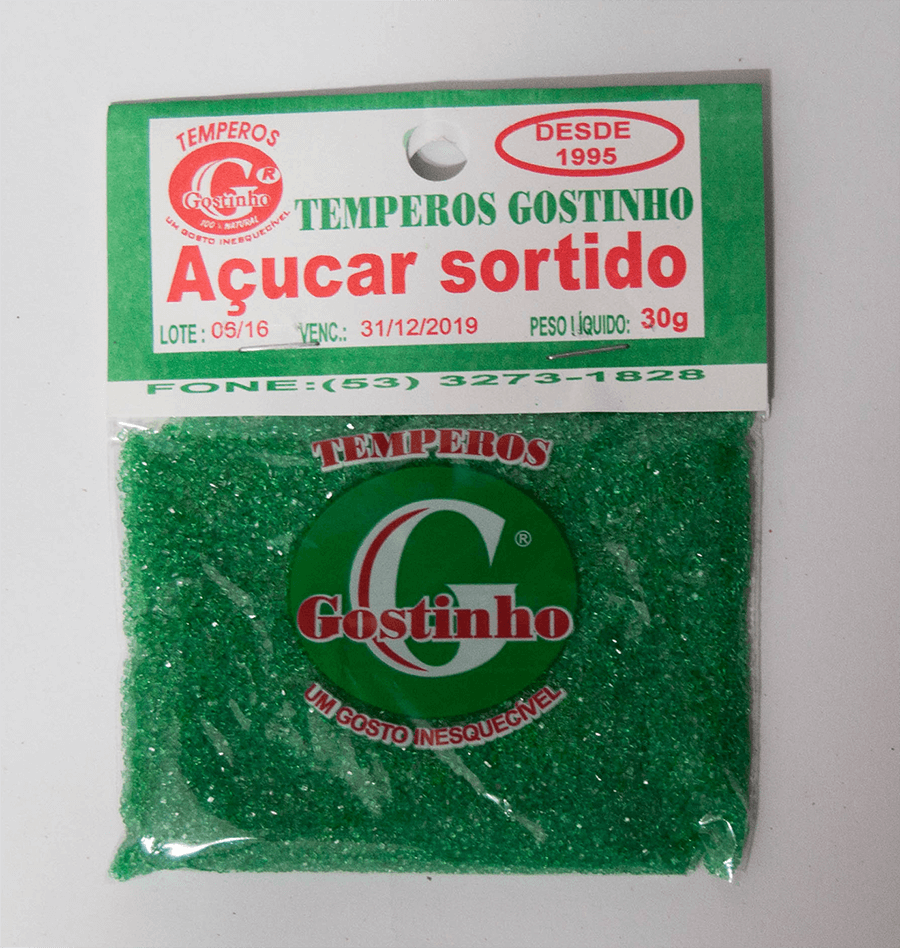 TEMPEROS
Gostinho
®
100% NATURAL
UM GOSTO INESQUECÍVEL
DESDE
1995
TEMPEROS GOSTINHO
Açucar sortido
LOTE: 05/16 VENC.: 31/12/2019 PESO LÍQUIDO: 30g
FONE:(53) 3273-1828
TEMPEROS
G ®
Gostinho
UM GOSTO INESQUECÍVEL